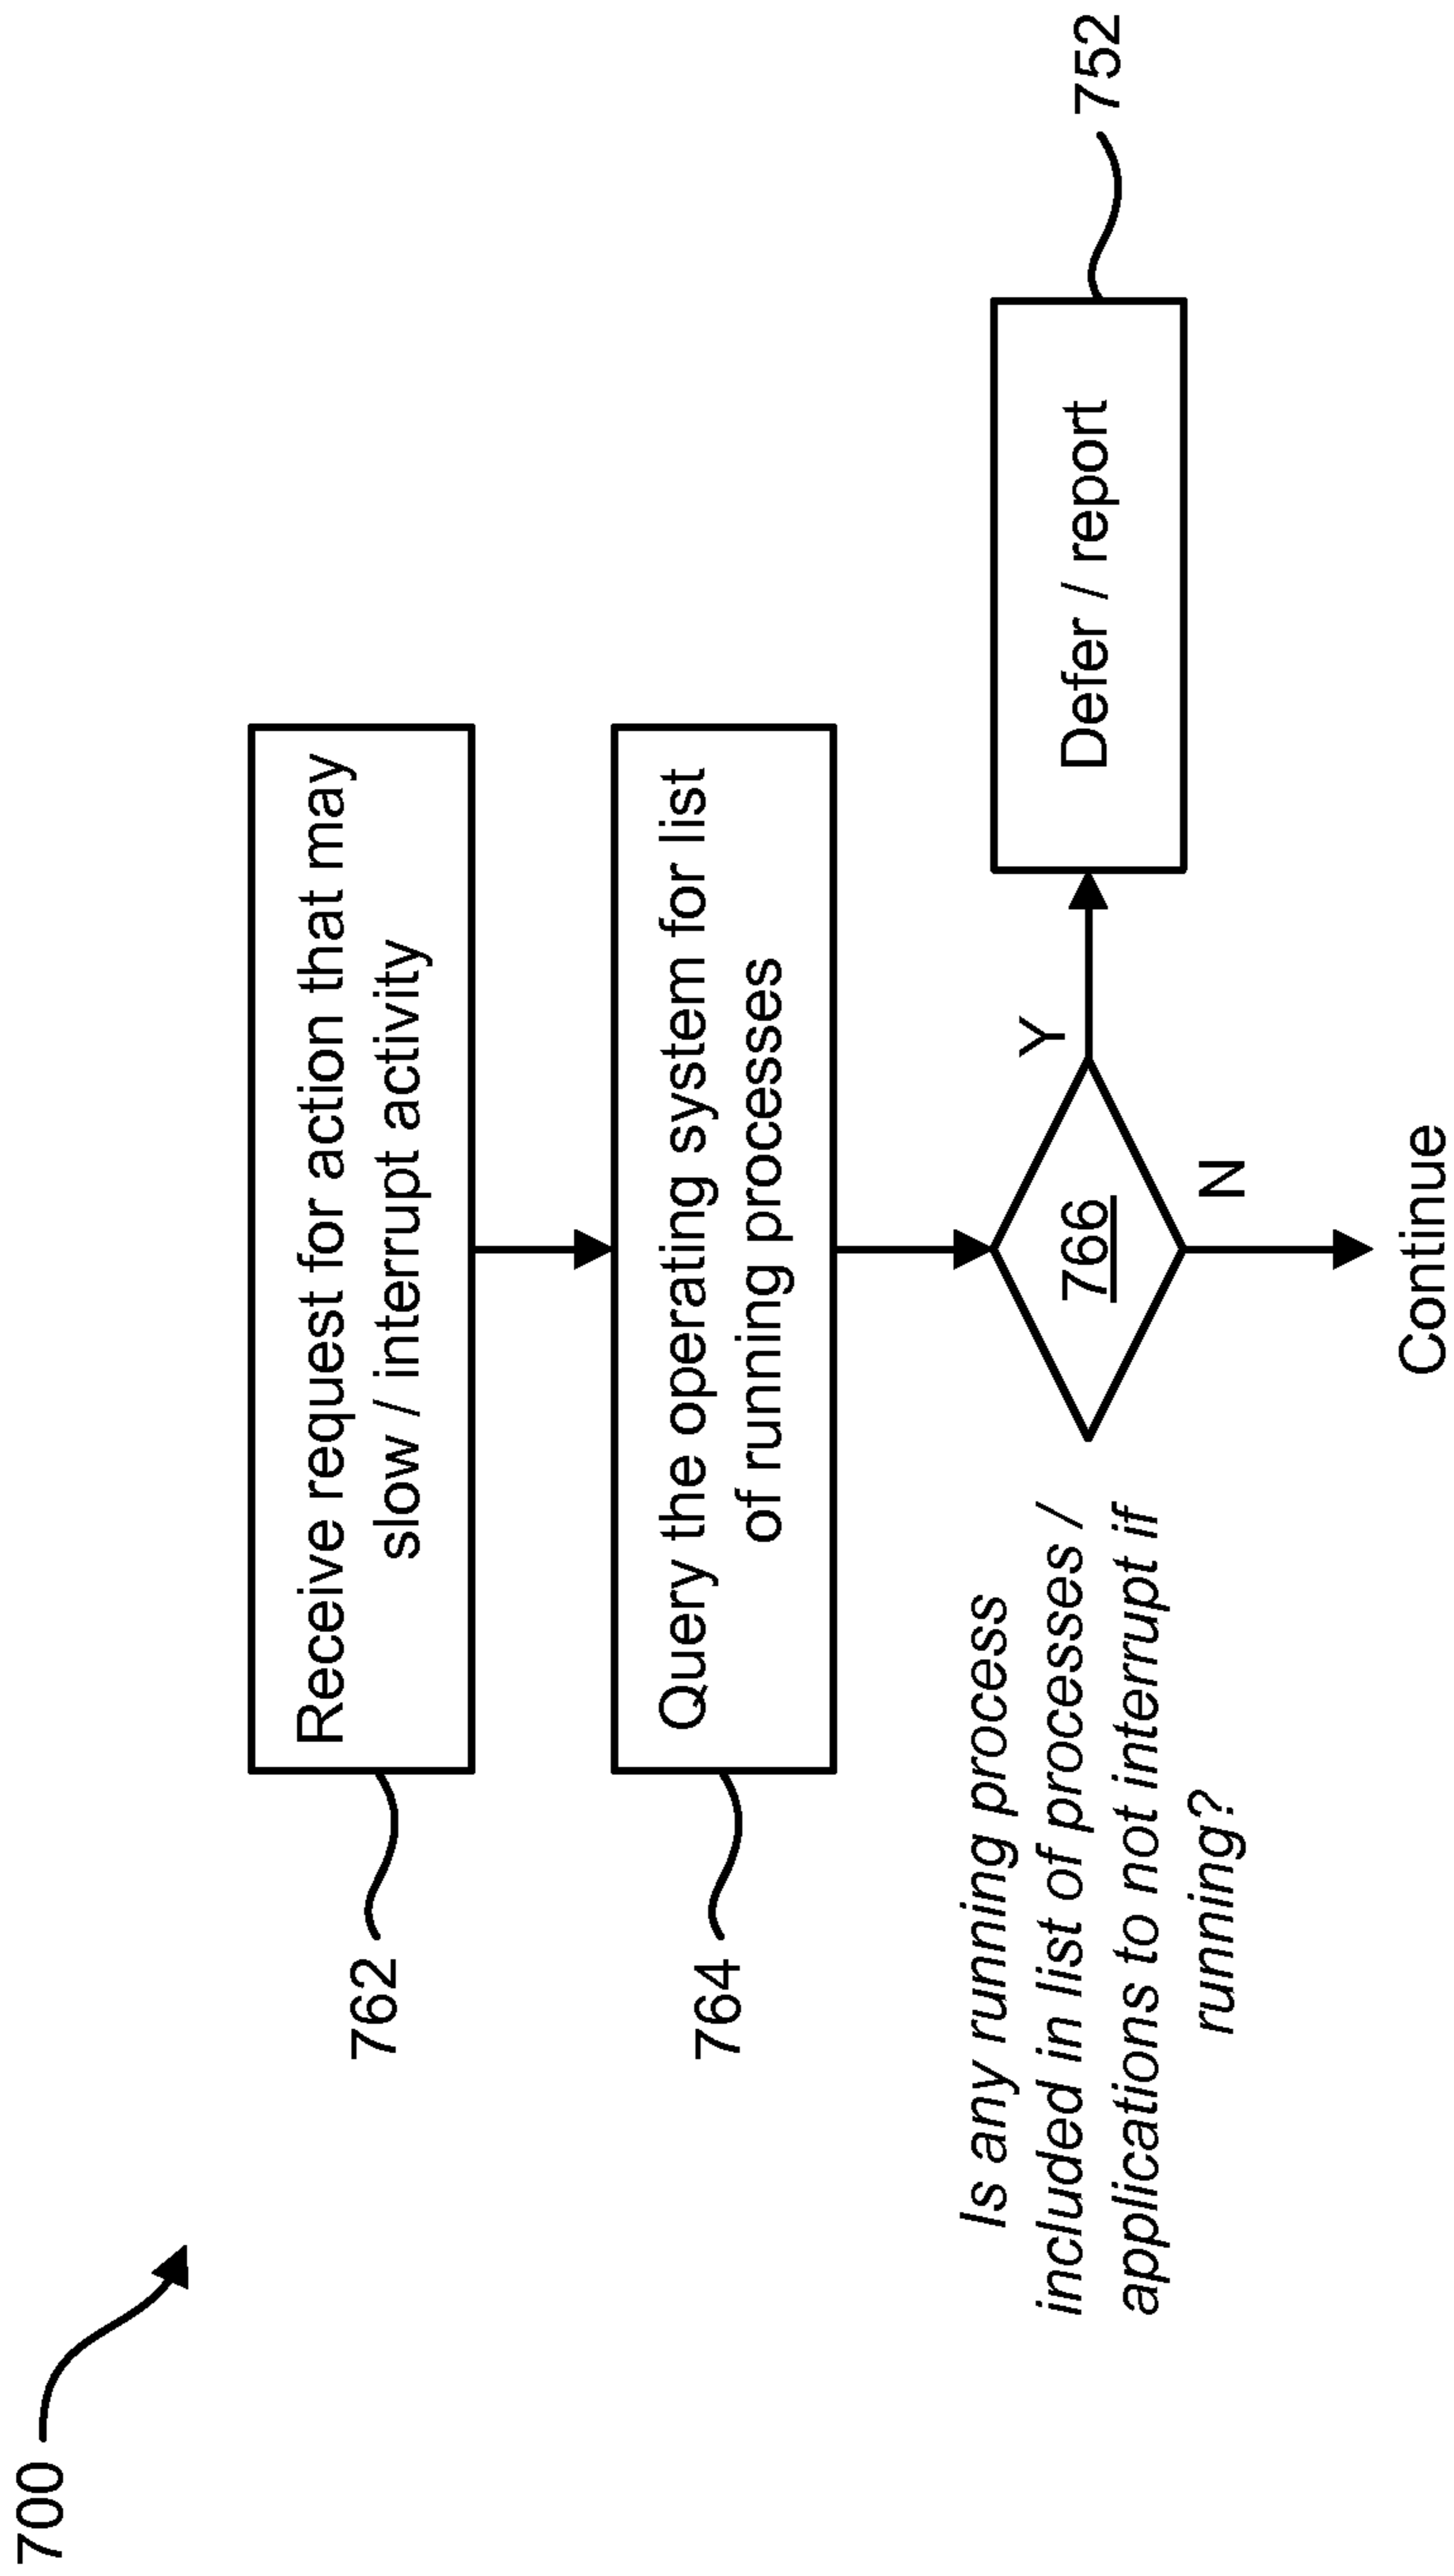 700
762
Receive request for action that may
slow / interrupt activity
764
Query the operating system for list
of running processes
Is any running process
included in list of processes /
applications to not interrupt if
running?
766
Y
Defer / report
752
N
Continue